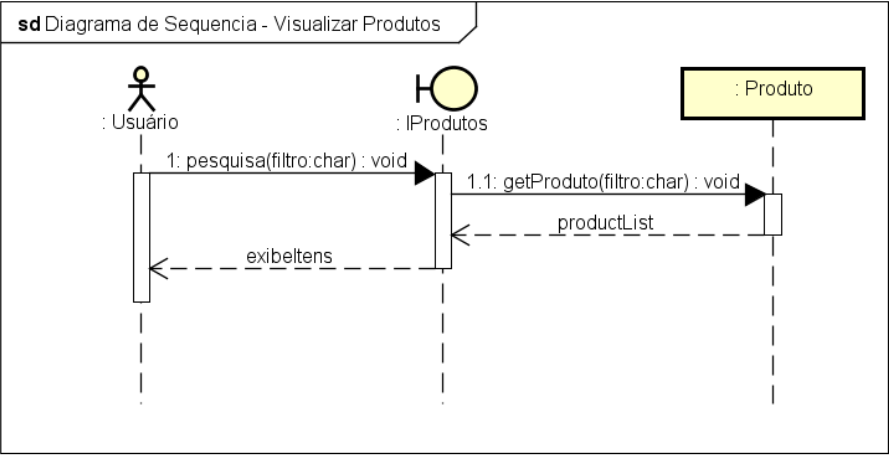 sd Diagrama de Sequencia - Visualizar Produtos
: Usuário
: IProdutos
: Produto
1: pesquisa(filtro:char) : void
1.1: getProduto(filtro:char) : void
productList
exibeItens